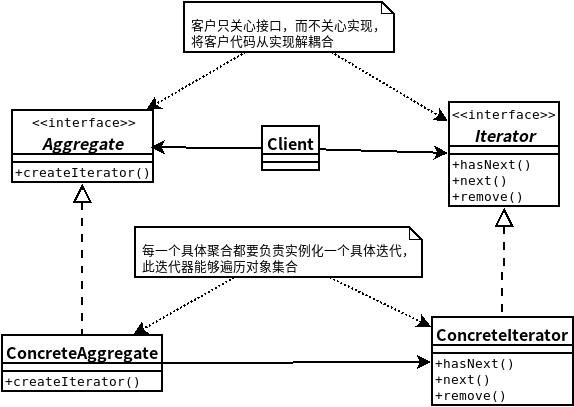 客户只关心接口，而不关心实现，
将客户代码从实现解耦合
<<interface>>
Aggregate
+createIterator()
Client
<<interface>>
Iterator
+hasNext()
+next()
+remove()
每一个具体聚合都要负责实例化一个具体迭代，
此迭代器能够遍历对象集合
ConcreteAggregate
+createIterator()
ConcreteIterator
+hasNext()
+next()
+remove()